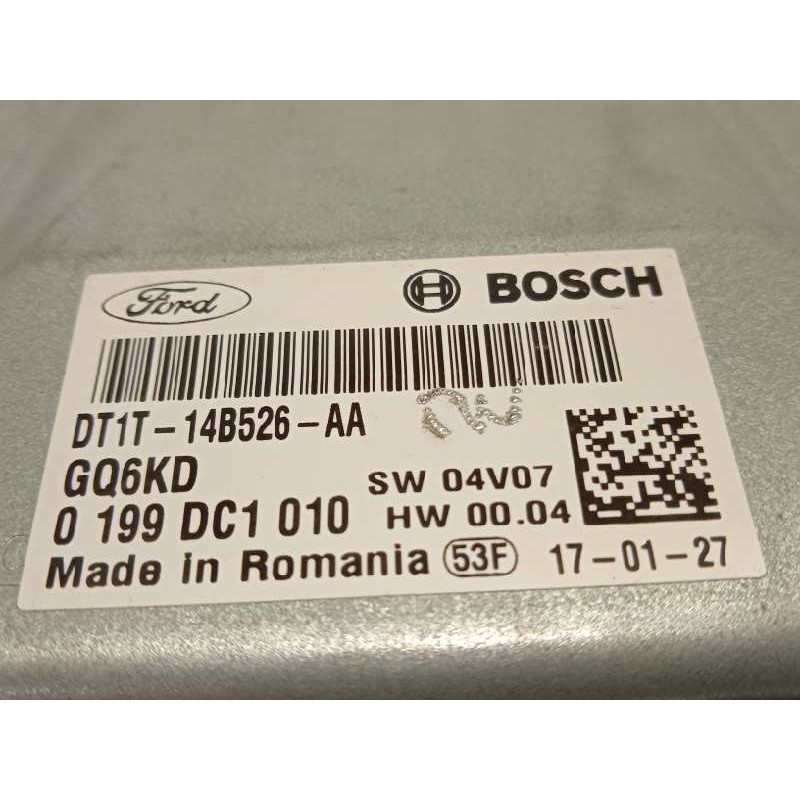 Ford BOSCH
DT1T-14B526-AA
GQ6KD SW 04V07
0 199 DC1 010 HW 00.04
Made in Romania 53F 17-01-27